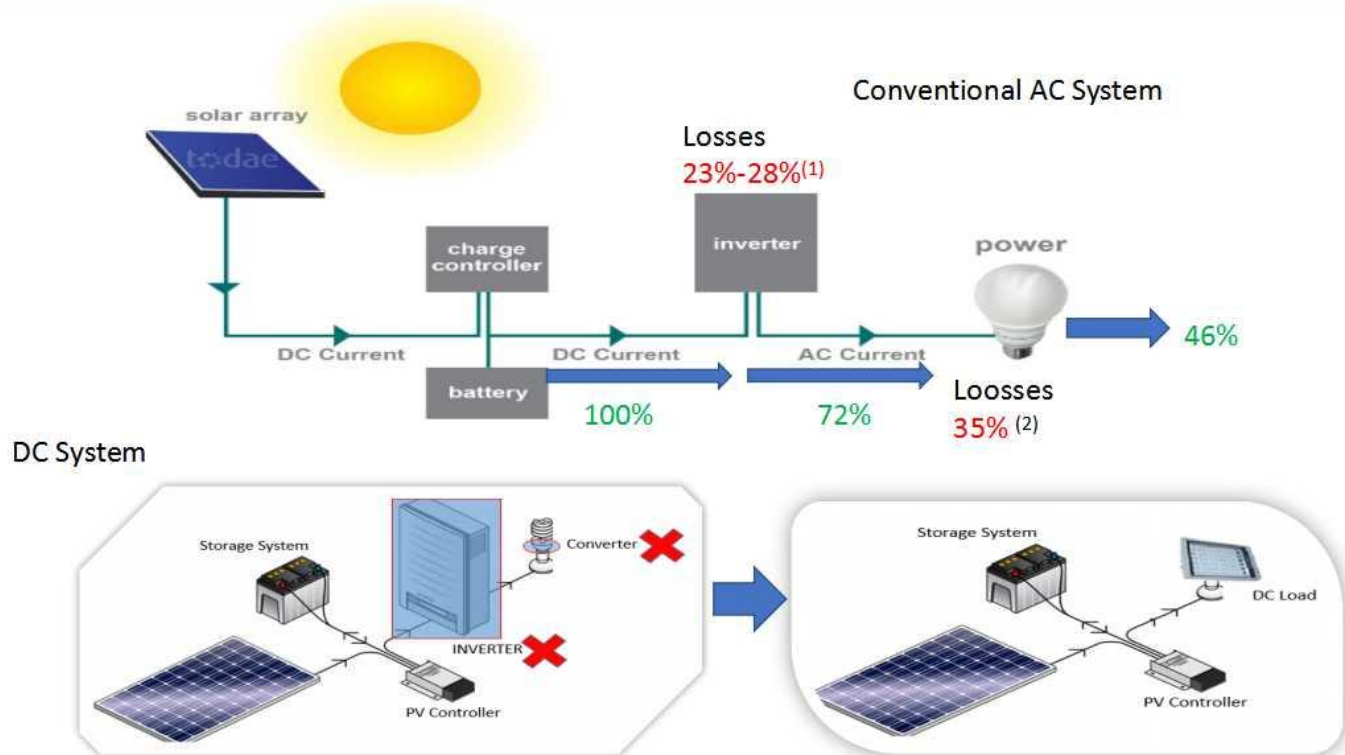 Conventional AC System
solar array
todae
Losses
23%-28%(1)
charge
controller
inverter
power
46%
DC Current
DC Current
AC Current
battery
100%
72%
Loosses
35% (2)
DC System
Storage System
Converter
INVERTER
PV Controller
Storage System
DC Load
PV Controller